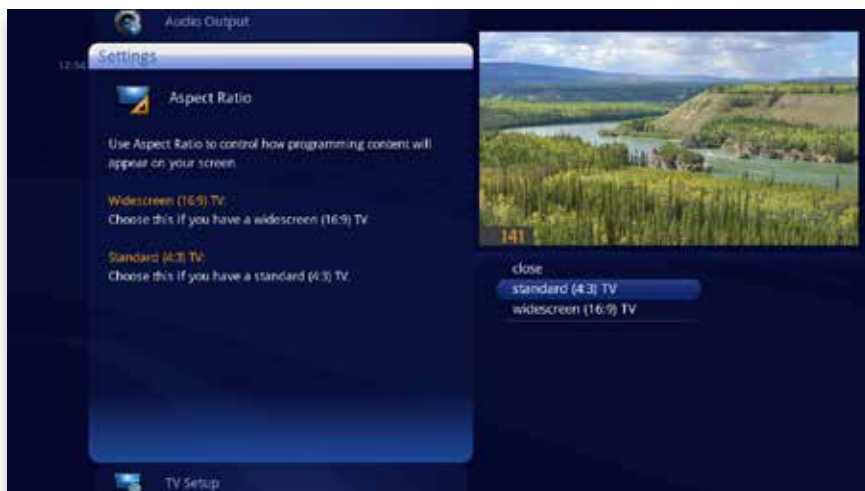 Audio Output
12:34
Settings
Aspect Ratio
Use Aspect Ratio to control how programming content will
appear on your screen.
Widescreen (16:9) TV:
Choose this if you have a widescreen (16:9) TV.
Standard (4:3) TV:
Choose this if you have a standard (4:3) TV.
141
close
standard (4:3) TV
widescreen (16:9) TV
TV Setup